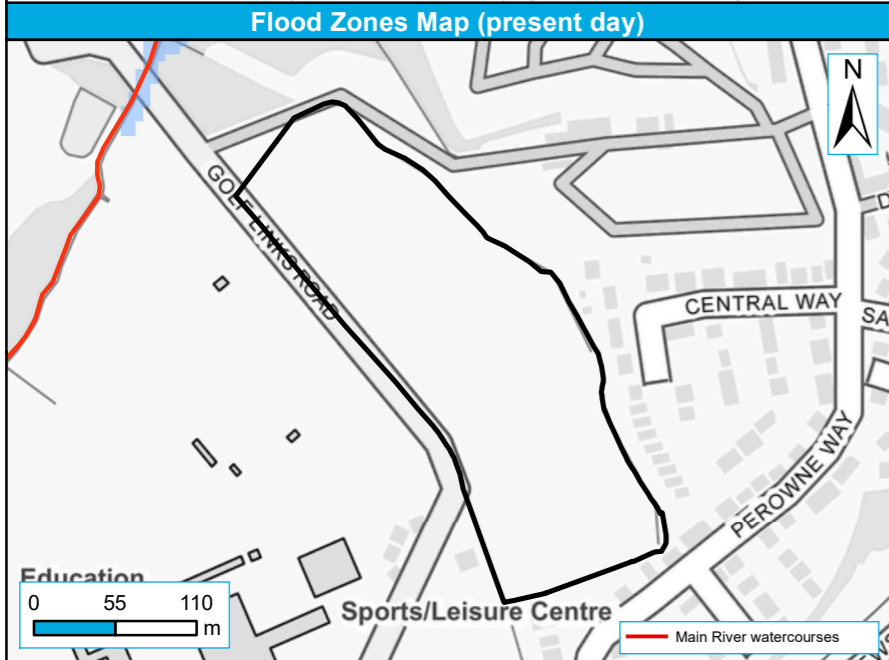 Flood Zones Map (present day)
N
GOLF LINKS ROAD
D
CENTRAL WAY
SA
PEROWNE WAY
Education
0 55 110
m
Sports/Leisure Centre
Main River watercourses